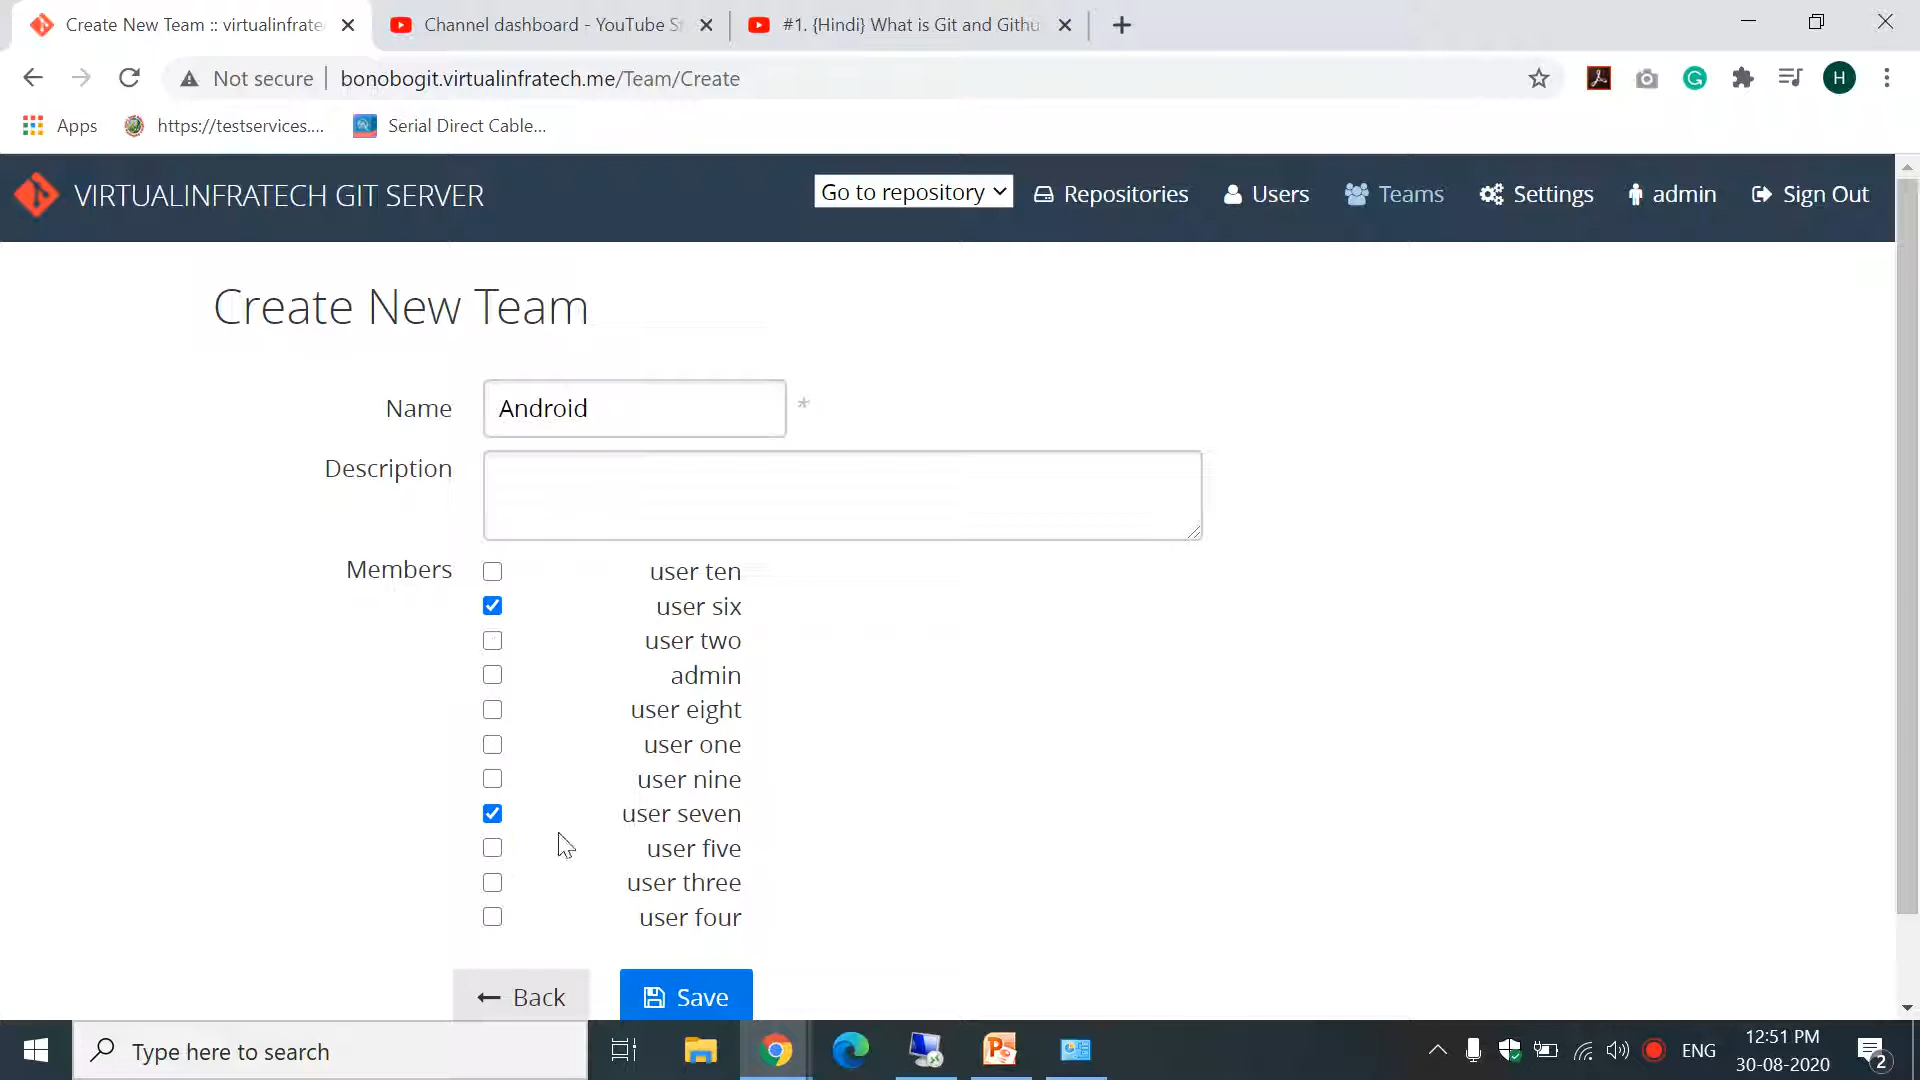 Create New Team :: virtualinfrate
Channel dashboard - YouTube S
#1. {Hindi} What is Git and Githu
Not secure | bonobogit.virtualinfratech.me/Team/Create
H
Apps
https://testservices....
Serial Direct Cable...
VIRTUALINFRATECH GIT SERVER
Go to repository
Repositories
Users
Teams
Settings
admin
Sign Out
Create New Team
Name
Android
*
Description
Members
user ten
user six
user two
admin
user eight
user one
user nine
user seven
user five
user three
user four
Back
Save
Type here to search
ENG
12:51 PM
30-08-2020
2